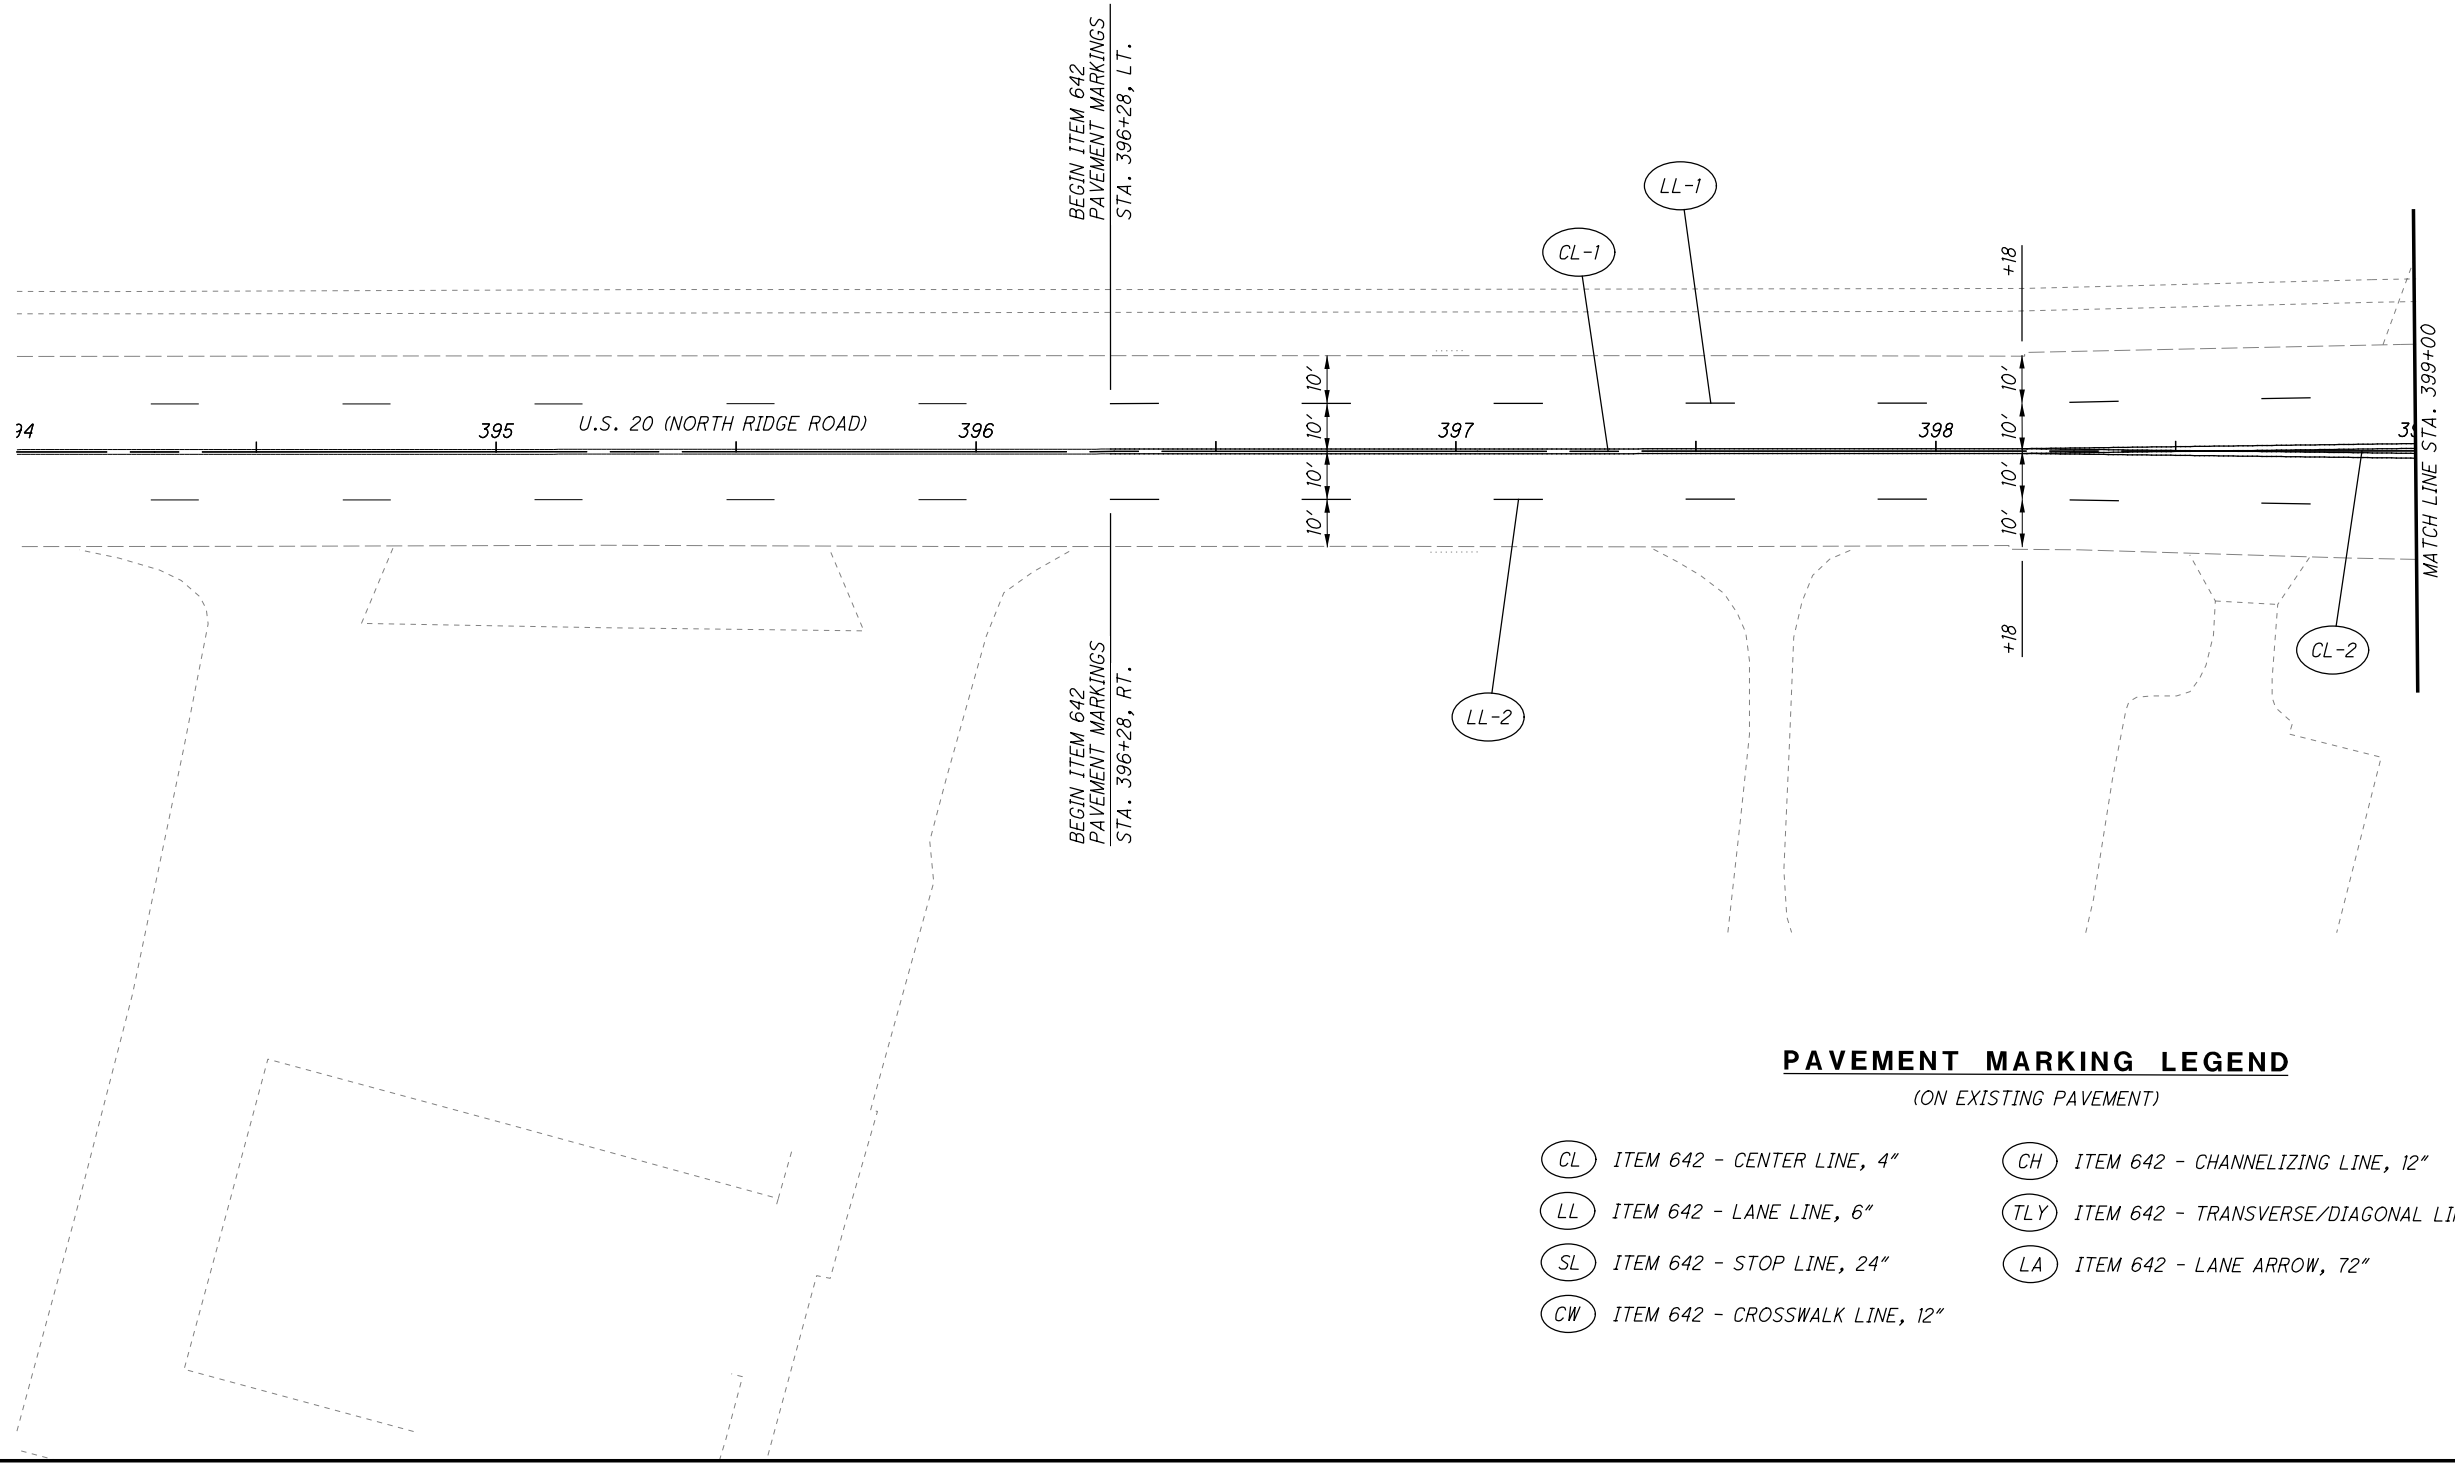 BEGIN ITEM 642
PAVEMENT MARKINGS
STA. 396+28, LT.
LL-1
CL-1
+18
10'
10'
10'
10'
10'
10'
10'
10'
U.S. 20 (NORTH RIDGE ROAD)
395
396
397
398
MATCH LINE STA. 399+00
+18
CL-2
LL-2
BEGIN ITEM 642
PAVEMENT MARKINGS
STA. 396+28, RT.
PAVEMENT MARKING LEGEND
(ON EXISTING PAVEMENT)
CL ITEM 642 - CENTER LINE, 4"
LL ITEM 642 - LANE LINE, 6"
SL ITEM 642 - STOP LINE, 24"
CW ITEM 642 - CROSSWALK LINE, 12"
CH ITEM 642 - CHANNELIZING LINE, 12"
TLY ITEM 642 - TRANSVERSE/DIAGONAL
LA ITEM 642 - LANE ARROW, 72"